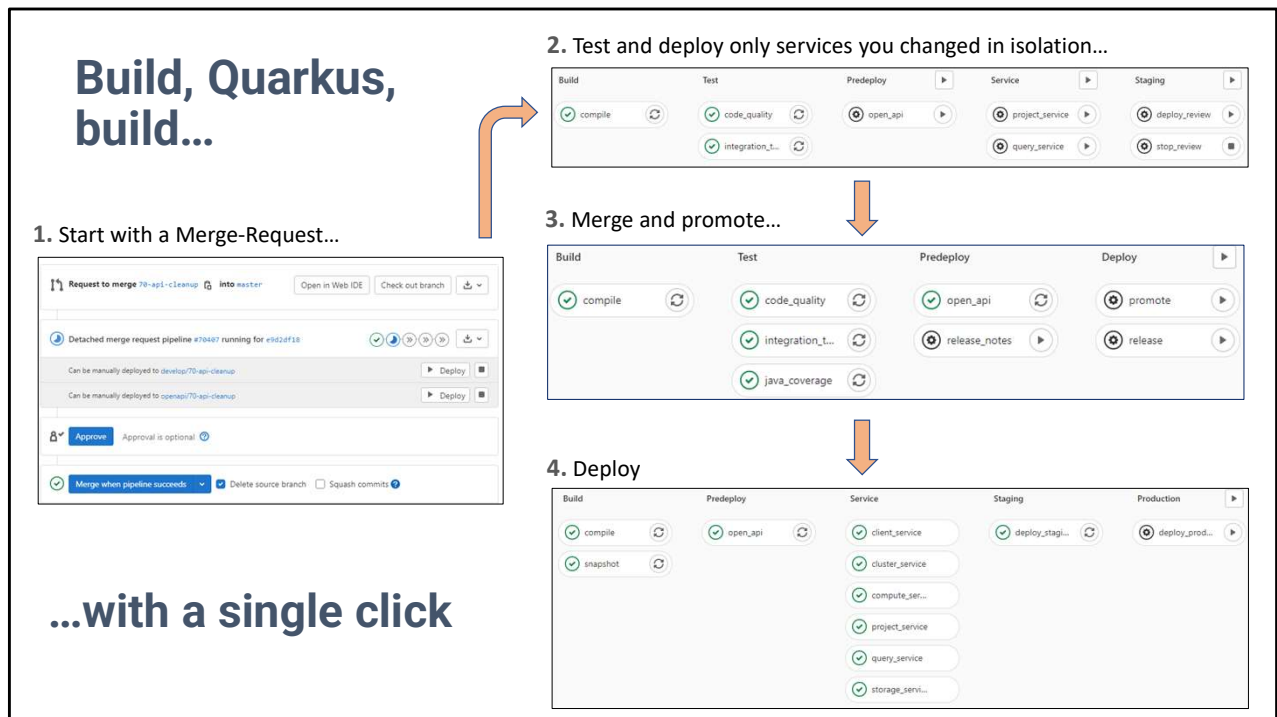 Build, Quarkus,
build…
1. Start with a Merge-Request…
Request to merge 70-api-cleanup into master
Open in Web IDE
Check out branch
Detached merge request pipeline #70407 running for e9d2df18
Can be manually deployed to develop/70-api-cleanup
Deploy
Can be manually deployed to openapi/70-api-cleanup
Deploy
Approve
Approval is optional
Merge when pipeline succeeds
Delete source branch
Squash commits
…with a single click
2. Test and deploy only services you changed in isolation…
Build
Test
Predeploy
Service
Staging
compile
code_quality
open_api
project_service
deploy_review
integration_t...
query_service
stop_review
3. Merge and promote…
Build
Test
Predeploy
Deploy
compile
code_quality
open_api
promote
integration_t...
release_notes
release
java_coverage
4. Deploy
Build
Predeploy
Service
Staging
Production
compile
open_api
client_service
deploy_stagi...
deploy_prod...
snapshot
cluster_service
compute_ser...
project_service
query_service
storage_servi...